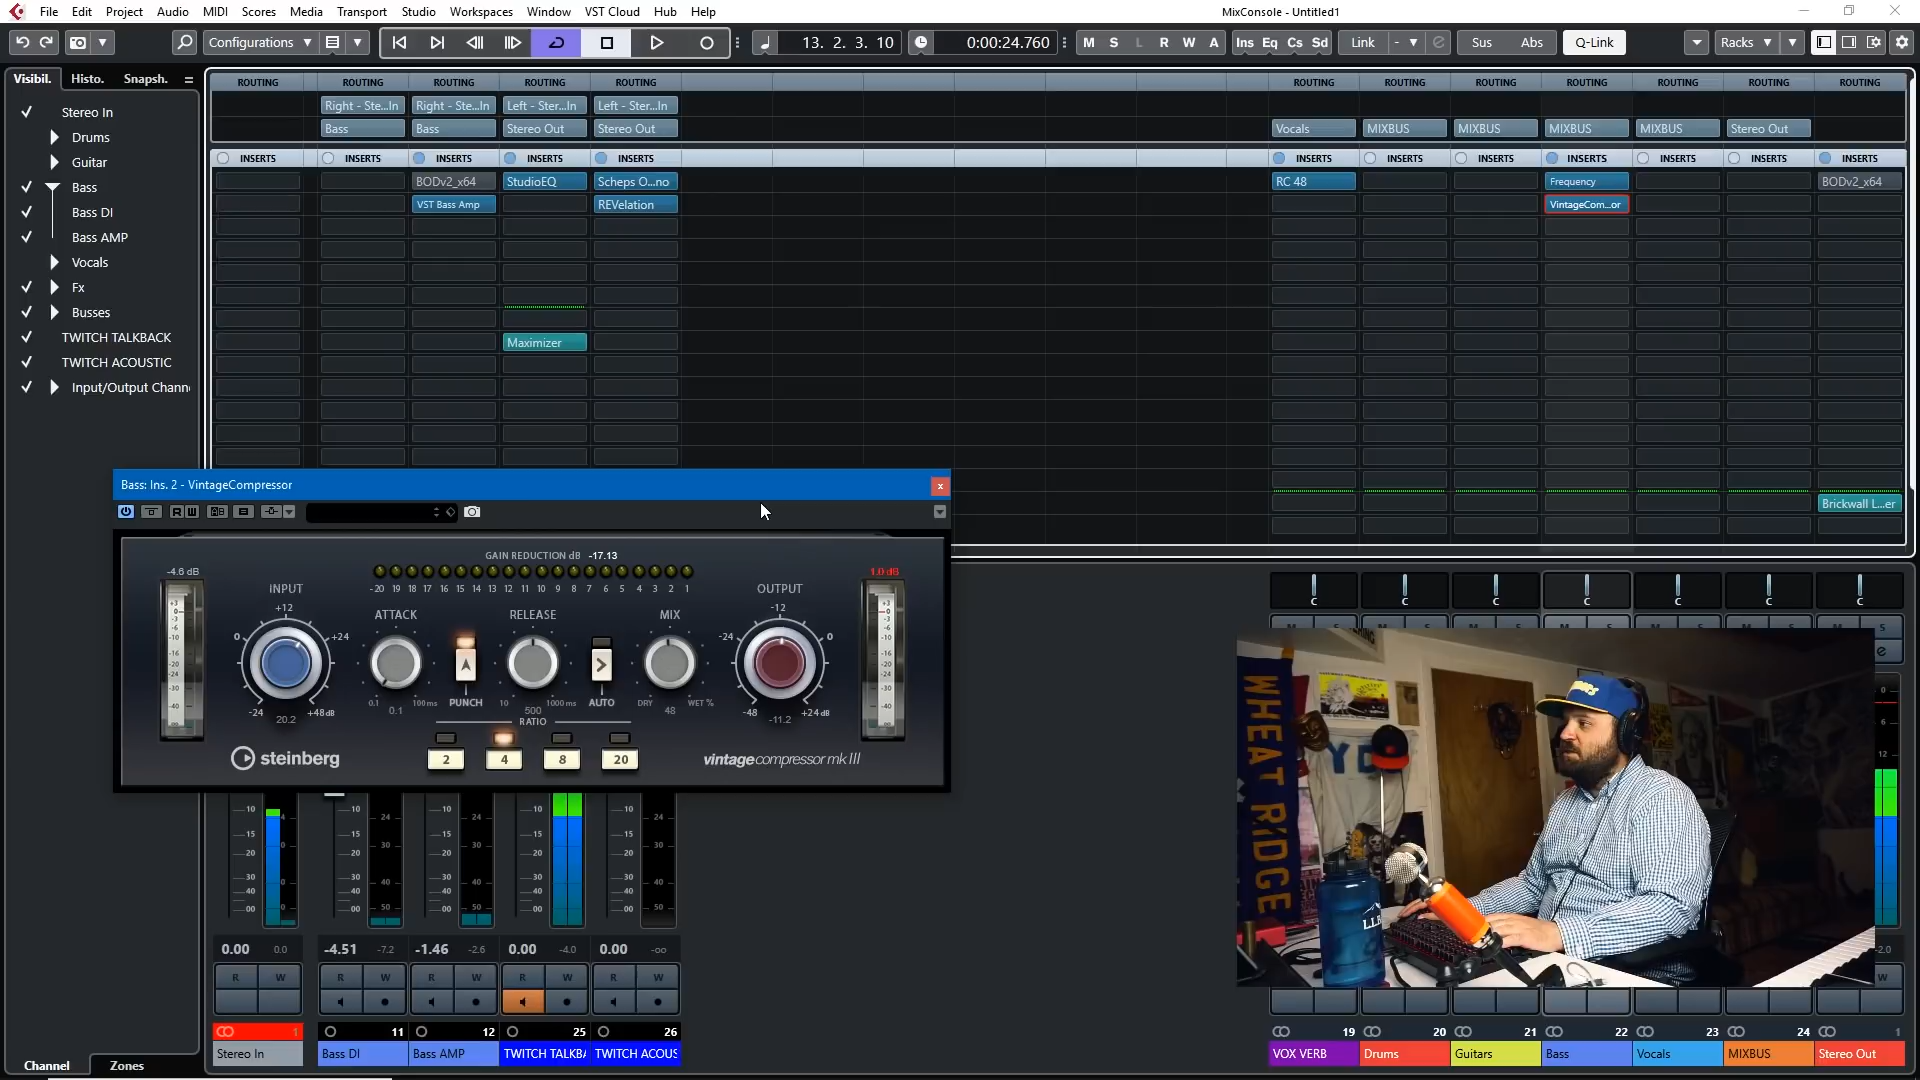 File Edit Project Audio MIDI Scores Media Transport Studio Workspaces Window VST Cloud Hub Help
MixConsole - Untitled1
Configurations
13. 2. 3. 10
0:00:24.760
M S L R W A
Ins Eq Cs Sd
Link -
Sus Abs
Q-Link
Racks
Visibil. Histo. Snapsh.
Stereo In
Drums
Guitar
Bass
Bass DI
Bass AMP
Vocals
Fx
Busses
TWITCH TALKBACK
TWITCH ACOUSTIC
Input/Output Chann
Channel Zones
ROUTING ROUTING ROUTING ROUTING ROUTING ROUTING ROUTING ROUTING ROUTING ROUTING ROUTING ROUTING
Right - Ste...In Right - Ste...In Left - Ster...In Left - Ster...In
Bass Bass Stereo Out Stereo Out Vocals MIXBUS MIXBUS MIXBUS MIXBUS Stereo Out
INSERTS INSERTS INSERTS INSERTS INSERTS INSERTS INSERTS INSERTS INSERTS INSERTS INSERTS INSERTS
BODv2_x64 StudioEQ Scheps O...no RC 48 Frequency BODv2_x64
VST Bass Amp REVelation VintageCom...or
Maximizer
Brickwall L...er
Bass: Ins. 2 - VintageCompressor
x
R W
GAIN REDUCTION dB -17.13
-4.6 dB
1.0 dB
-20 19 18 17 16 15 14 13 12 11 10 9 8 7 6 5 4 3 2 1
INPUT
+12
0 +24
-24 +48 dB
20.2
ATTACK
0.1 100 ms
0.1
PUNCH
RELEASE
10 1000 ms
500
AUTO
MIX
DRY WET %
48
OUTPUT
-12
-24 0
-48 +24 dB
-11.2
RATIO
2 4 8 20
steinberg
vintage compressor mk III
C C C C C C C
0.00 0.0 -4.51 -7.2 -1.46 -2.6 0.00 -4.0 0.00 -oo
R W R W R W R W R W
1 11 12 25 26 19 20 21 22 23 24 1
Stereo In Bass DI Bass AMP TWITCH TALKB TWITCH ACOUS VOX VERB Drums Guitars Bass Vocals MIXBUS Stereo Out
WHEAT RIDGE